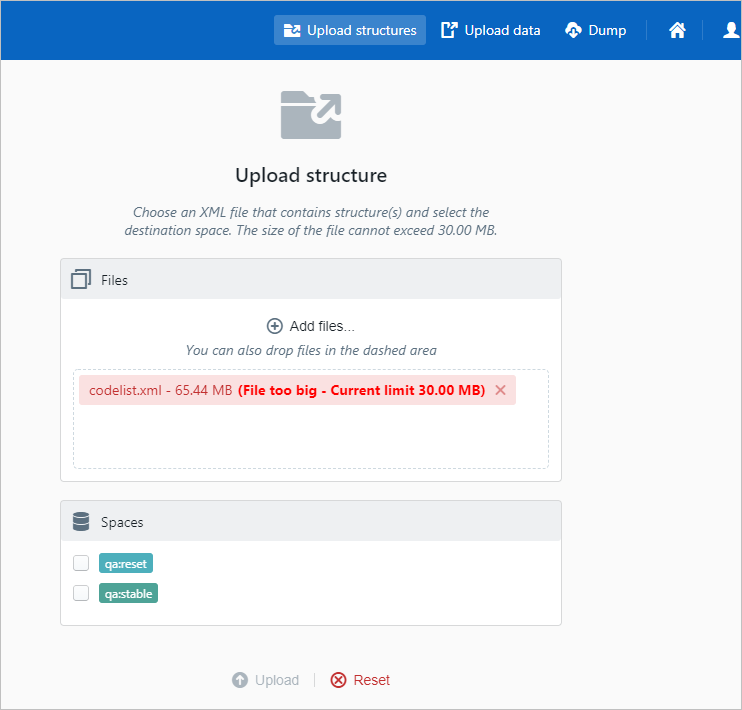 Upload structures Upload data Dump
Upload structure
Choose an XML file that contains structure(s) and select the
destination space. The size of the file cannot exceed 30.00 MB.
Files
Add files...
You can also drop files in the dashed area
codelist.xml - 65.44 MB (File too big - Current limit 30.00 MB)
Spaces
qa:reset
qa:stable
Upload Reset